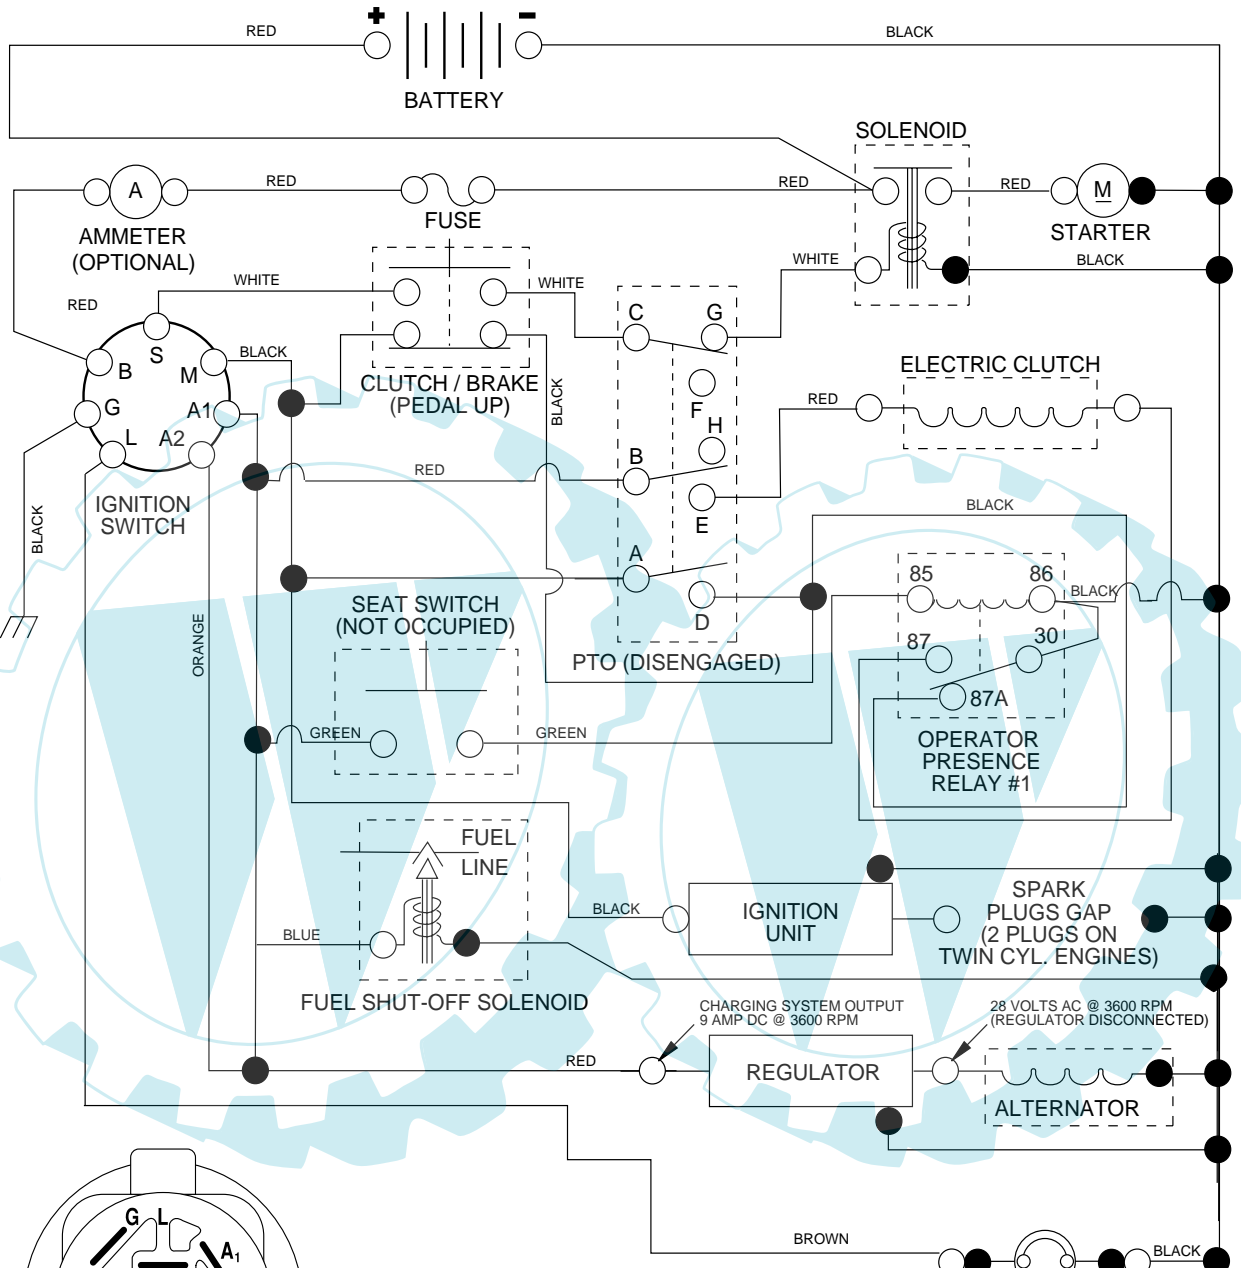 + -
RED
BLACK
BATTERY
SOLENOID
A
RED
RED
RED
M
FUSE
STARTER
AMMETER
(OPTIONAL)
WHITE
WHITE
WHITE
BLACK
RED
S
BLACK
C
G
B
M
CLUTCH / BRAKE
(PEDAL UP)
ELECTRIC CLUTCH
G
A1
BLACK
F
RED
L
A2
H
RED
B
IGNITION
SWITCH
BLACK
E
BLACK
A
85
86
BLACK
SEAT SWITCH
(NOT OCCUPIED)
D
ORANGE
87
30
PTO (DISENGAGED)
87A
GREEN
GREEN
OPERATOR
PRESENCE
RELAY #1
FUEL
LINE
BLACK
IGNITION
UNIT
SPARK
PLUGS GAP
(2 PLUGS ON
TWIN CYL. ENGINES)
BLUE
FUEL SHUT-OFF SOLENOID
CHARGING SYSTEM OUTPUT
9 AMP DC @ 3600 RPM
28 VOLTS AC @ 3600 RPM
(REGULATOR DISCONNECTED)
RED
REGULATOR
ALTERNATOR
G L
A1
BROWN
BLACK